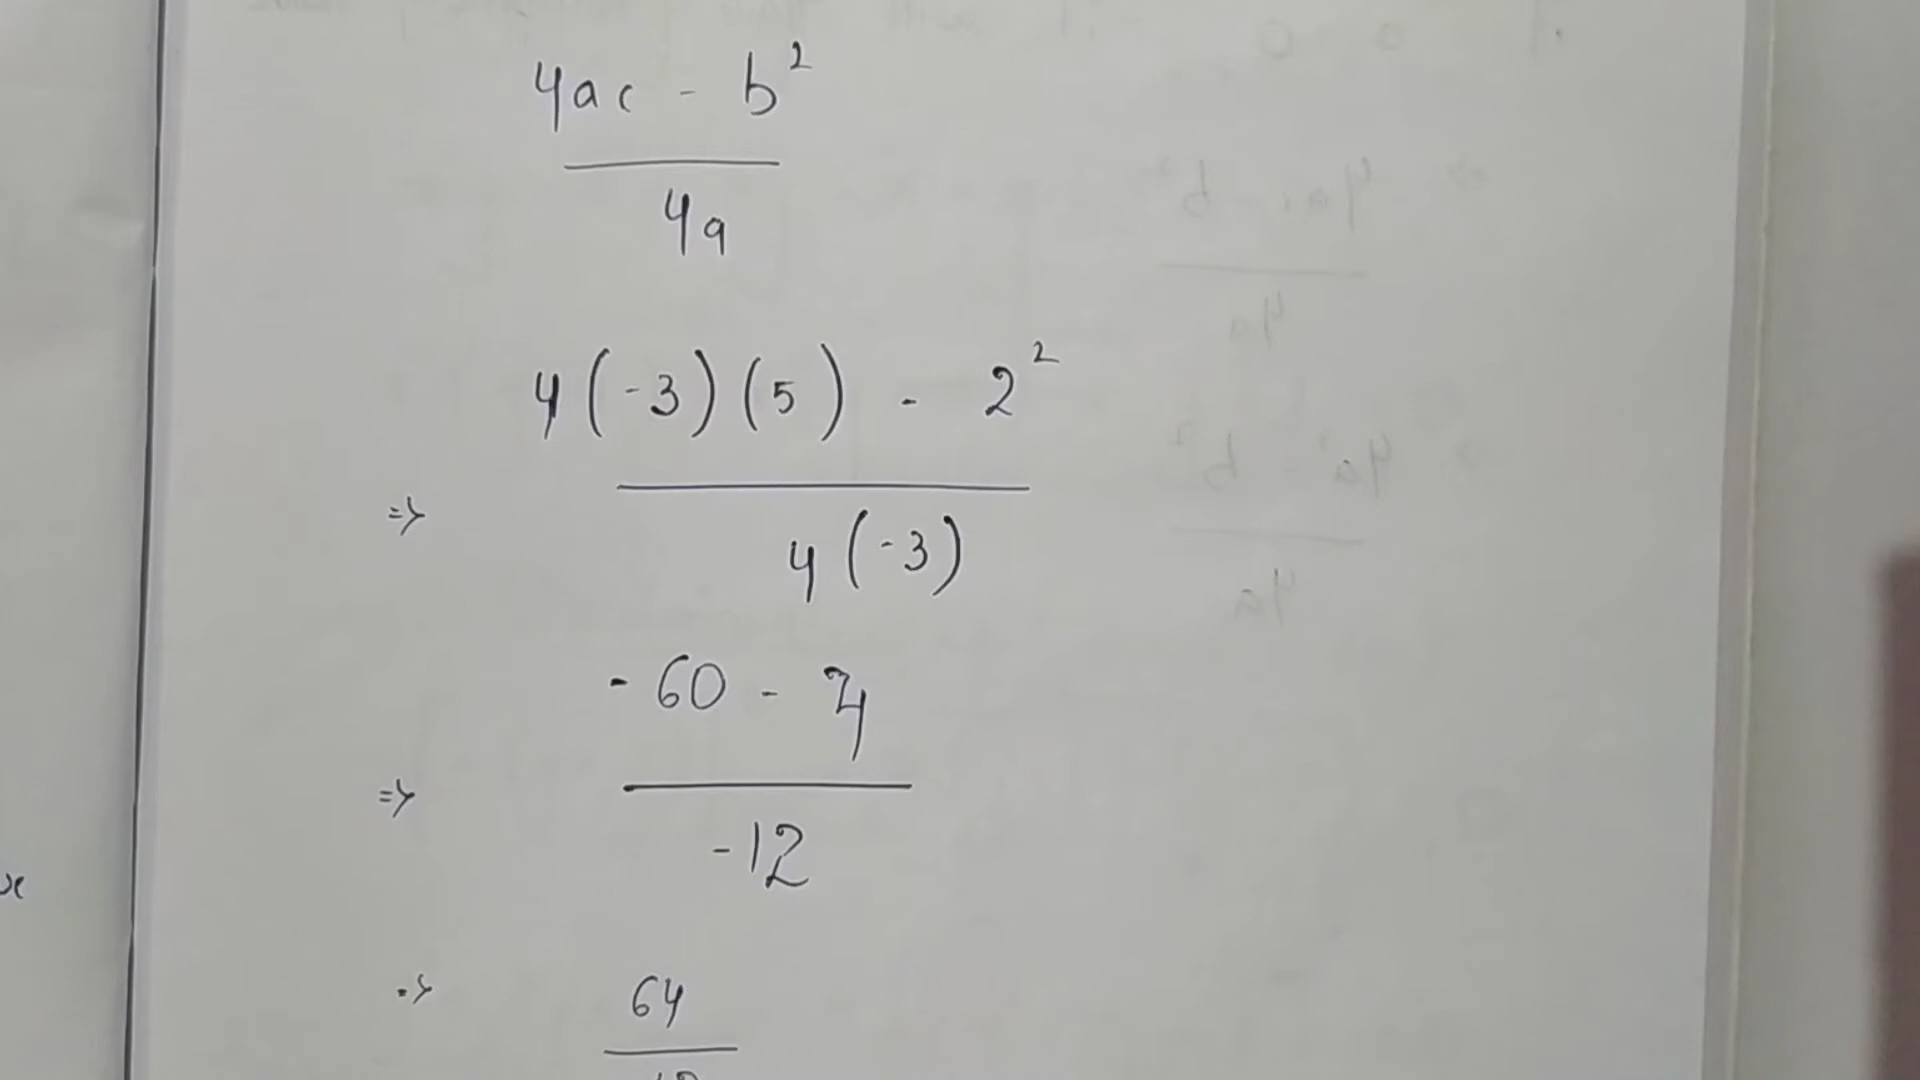 4ac - b²
4a
4(-3)(5) - 2²
=>
4(-3)
-60 - 4
=>
-12
=> 64
x